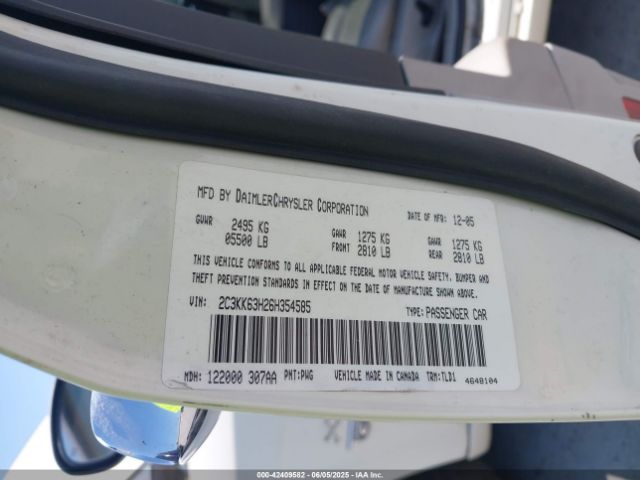 MFD BY DAIMLERCHRYSLER CORPORATION
DATE OF MFR: 12-05
GVWR 2495 KG 05500 LB
GAWR FRONT 1275 KG 2810 LB
GAWR REAR 1275 KG 2810 LB
THIS VEHICLE CONFORMS TO ALL APPLICABLE FEDERAL MOTOR VEHICLE SAFETY, BUMPER AND
THEFT PREVENTION STANDARDS IN EFFECT ON THE DATE OF MANUFACTURE SHOWN ABOVE.
VIN: 2C3KK63H26H354585 TYPE: PASSENGER CAR
MDH: 122000 307AA PNT: PWG VEHICLE MADE IN CANADA TRM: TLD1
4648104
000-42409582 - 06/05/2025 - IAA Inc.